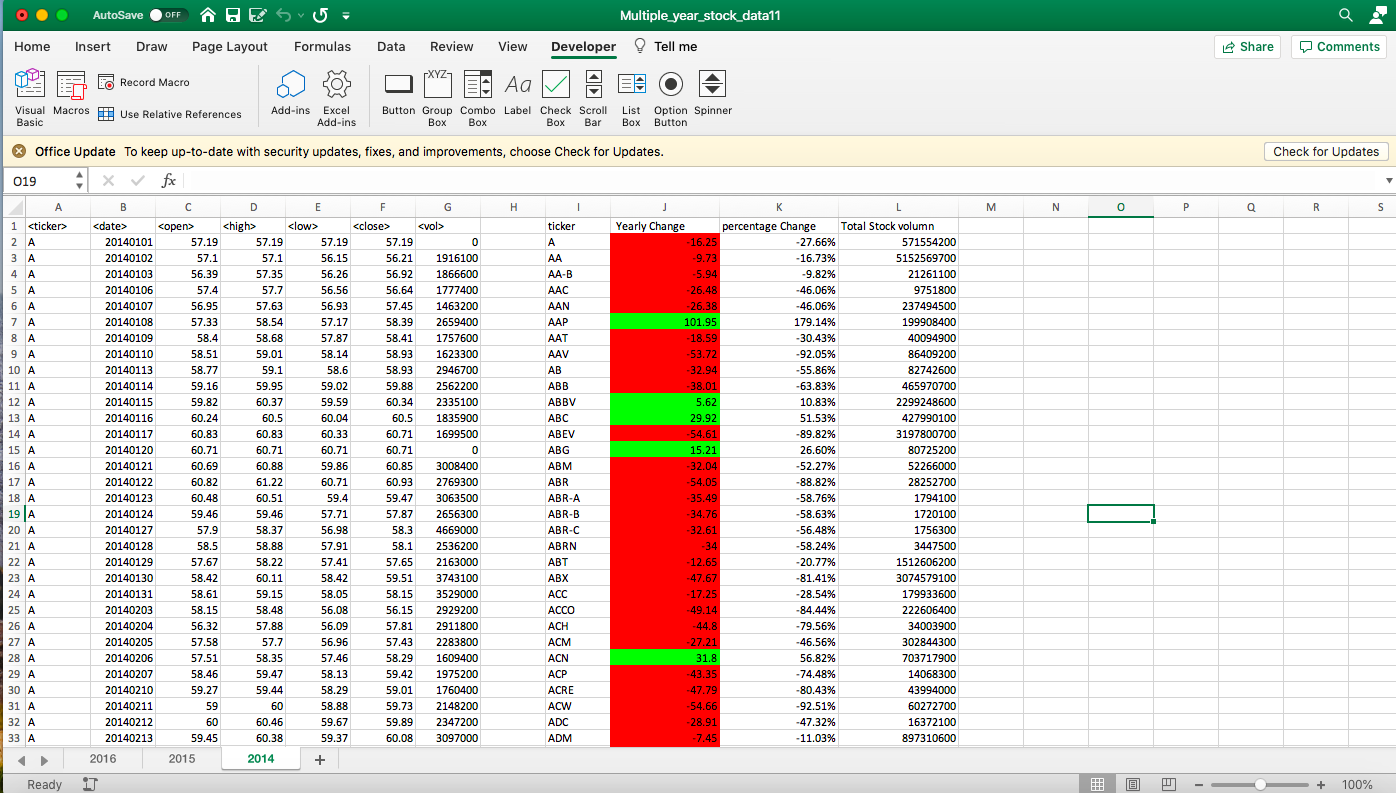 AutoSave OFF Multiple_year_stock_data11
Home Insert Draw Page Layout Formulas Data Review View Developer Tell me Share Comments
Visual Basic Macros Record Macro Use Relative References Add-ins Excel Add-ins Button Group Box Combo Box Label Check Box Scroll Bar List Box Option Button Spinner
XYZ Aa
Office Update To keep up-to-date with security updates, fixes, and improvements, choose Check for Updates. Check for Updates
O19 fx
A B C D E F G H I J K L M N O P Q R S
1 <ticker> <date> <open> <high> <low> <close> <vol> ticker Yearly Change percentage Change Total Stock volumn
2 A 20140101 57.19 57.19 57.19 57.19 0 A -16.25 -27.66% 571554200
3 A 20140102 57.1 57.1 56.15 56.21 1916100 AA -9.73 -16.73% 5152569700
4 A 20140103 56.39 57.35 56.26 56.92 1866600 AA-B -5.94 -9.82% 21261100
5 A 20140106 57.4 57.7 56.56 56.64 1777400 AAC -26.48 -46.06% 9751800
6 A 20140107 56.95 57.63 56.93 57.45 1463200 AAN -26.38 -46.06% 237494500
7 A 20140108 57.33 58.54 57.17 58.39 2659400 AAP 101.95 179.14% 199908400
8 A 20140109 58.4 58.68 57.87 58.41 1757600 AAT -18.59 -30.43% 40094900
9 A 20140110 58.51 59.01 58.14 58.93 1623300 AAV -53.72 -92.05% 86409200
10 A 20140113 58.77 59.1 58.6 58.93 2946700 AB -32.94 -55.86% 82742600
11 A 20140114 59.16 59.95 59.02 59.88 2562200 ABB -38.01 -63.83% 465970700
12 A 20140115 59.82 60.37 59.59 60.34 2335100 ABBV 5.62 10.83% 2299248600
13 A 20140116 60.24 60.5 60.04 60.5 1835900 ABC 29.92 51.53% 427990100
14 A 20140117 60.83 60.83 60.33 60.71 1699500 ABEV -54.61 -89.82% 3197800700
15 A 20140120 60.71 60.71 60.71 60.71 0 ABG 15.21 26.60% 80725200
16 A 20140121 60.69 60.88 59.86 60.85 3008400 ABM -32.04 -52.27% 52266000
17 A 20140122 60.82 61.22 60.71 60.93 2769300 ABR -54.05 -88.82% 28252700
18 A 20140123 60.48 60.51 59.4 59.47 3063500 ABR-A -35.49 -58.76% 1794100
19 A 20140124 59.46 59.46 57.71 57.87 2656300 ABR-B -34.76 -58.63% 1720100
20 A 20140127 57.9 58.37 56.98 58.3 4669000 ABR-C -32.61 -56.48% 1756300
21 A 20140128 58.5 58.88 57.91 58.1 2536200 ABRN -34 -58.24% 3447500
22 A 20140129 57.67 58.22 57.41 57.65 2163000 ABT -12.65 -20.77% 1512606200
23 A 20140130 58.42 60.11 58.42 59.51 3743100 ABX -47.67 -81.41% 3074579100
24 A 20140131 58.61 59.15 58.05 58.15 3529000 ACC -17.25 -28.54% 179933600
25 A 20140203 58.15 58.48 56.08 56.15 2929200 ACCO -49.14 -84.44% 222606400
26 A 20140204 56.32 57.88 56.09 57.81 2911800 ACH -44.8 -79.56% 34003900
27 A 20140205 57.58 57.7 56.96 57.43 2283800 ACM -27.21 -46.56% 302844300
28 A 20140206 57.51 58.35 57.46 58.29 1609400 ACN 31.8 56.82% 703717900
29 A 20140207 58.46 59.47 58.13 59.42 1975200 ACP -43.35 -74.48% 14068300
30 A 20140210 59.27 59.44 58.29 59.01 1760400 ACRE -47.79 -80.43% 43994000
31 A 20140211 59 60 58.88 59.73 2148200 ACW -54.66 -92.51% 60272700
32 A 20140212 60 60.46 59.67 59.89 2347200 ADC -28.91 -47.32% 16372100
33 A 20140213 59.45 60.38 59.37 60.08 3097000 ADM -7.45 -11.03% 897310600
2016 2015 2014
Ready 100%